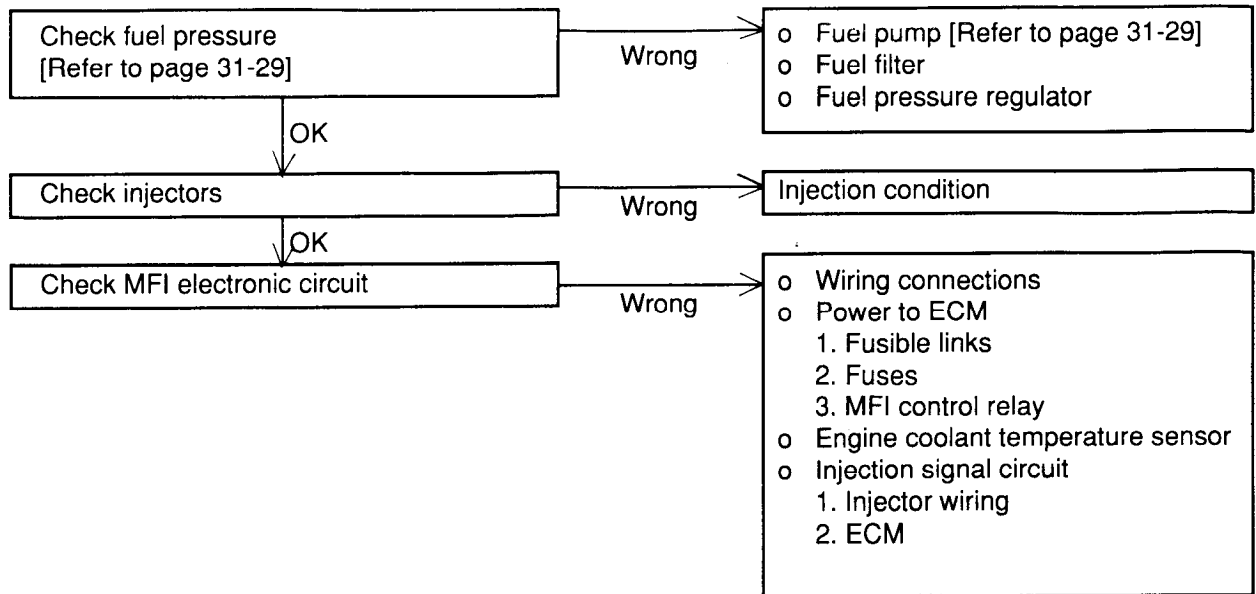 Check fuel pressure
[Refer to page 31-29]
Wrong
o Fuel pump [Refer to page 31-29]
o Fuel filter
o Fuel pressure regulator
OK
Check injectors
Wrong
Injection condition
OK
Check MFI electronic circuit
Wrong
o Wiring connections
o Power to ECM
1. Fusible links
2. Fuses
3. MFI control relay
o Engine coolant temperature sensor
o Injection signal circuit
1. Injector wiring
2. ECM